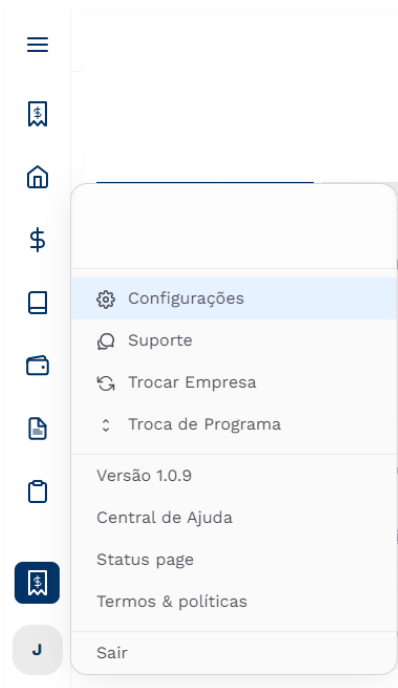 Configurações
Suporte
Trocar Empresa
Troca de Programa
Versão 1.0.9
Central de Ajuda
Status page
Termos & políticas
J
Sair